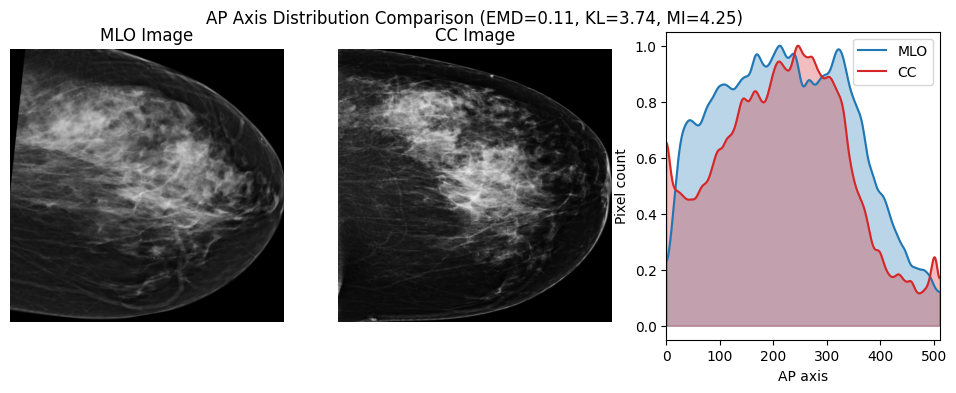 AP Axis Distribution Comparison (EMD=0.11, KL=3.74, MI=4.25)
MLO Image
CC Image
MLO
CC
Pixel count
1.0
0.8
0.6
0.4
0.2
0.0
0 100 200 300 400 500
AP axis